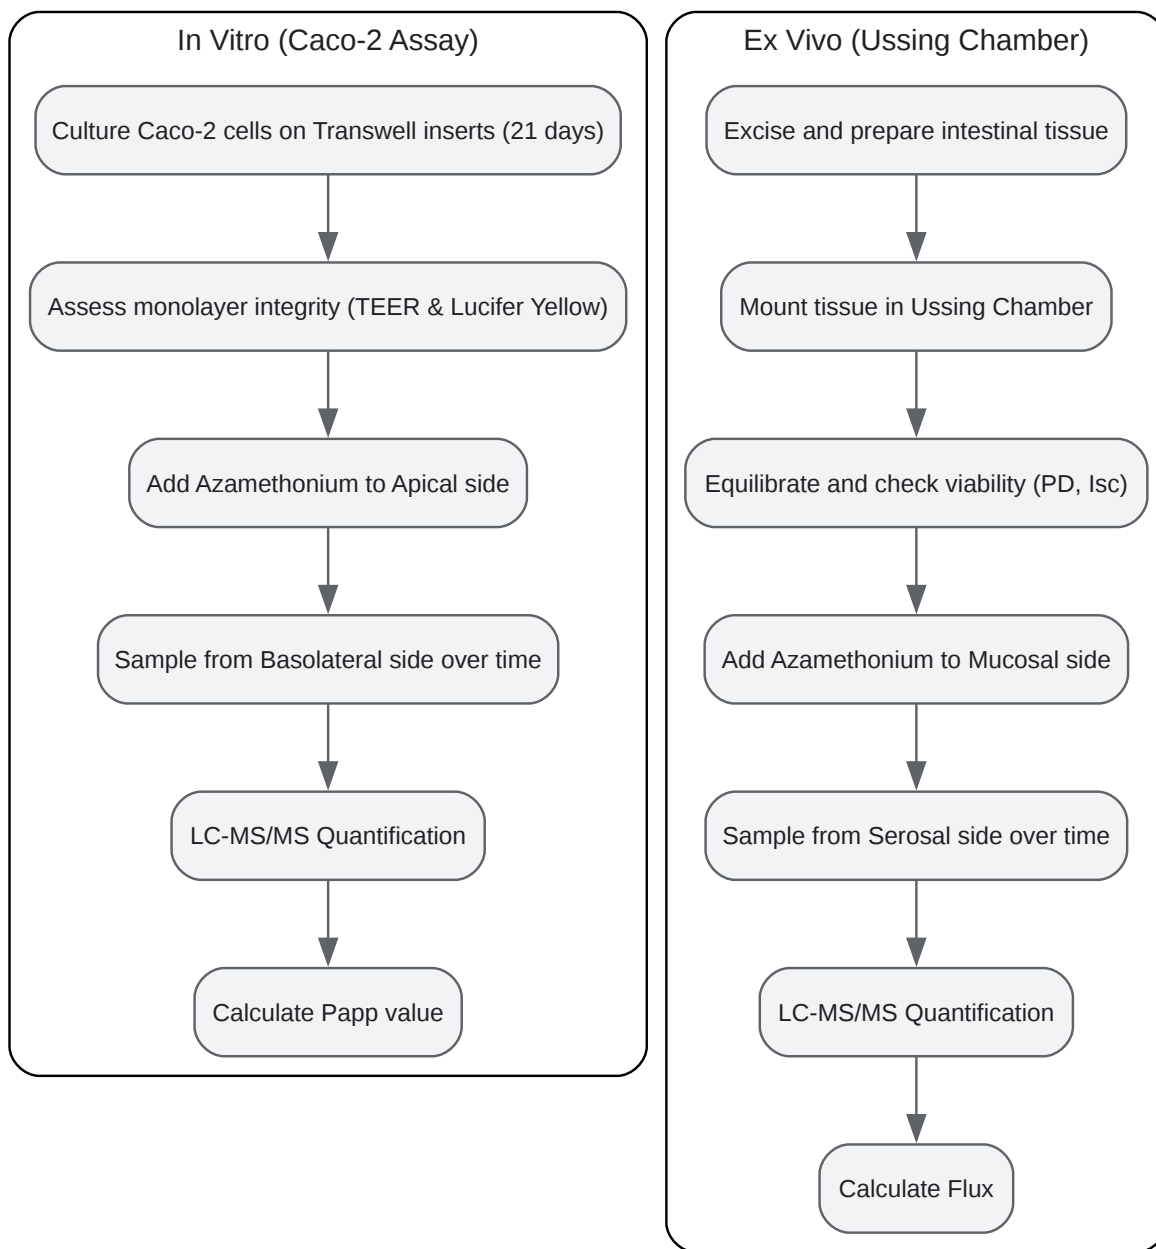 In Vitro (Caco-2 Assay)
Culture Caco-2 cells on Transwell inserts (21 days)
Assess monolayer integrity (TEER & Lucifer Yellow)
Add Azamethonium to Apical side
Sample from Basolateral side over time
LC-MS/MS Quantification
Calculate Papp value
Ex Vivo (Ussing Chamber)
Excise and prepare intestinal tissue
Mount tissue in Ussing Chamber
Equilibrate and check viability (PD, Isc)
Add Azamethonium to Mucosal side
Sample from Serosal side over time
LC-MS/MS Quantification
Calculate Flux